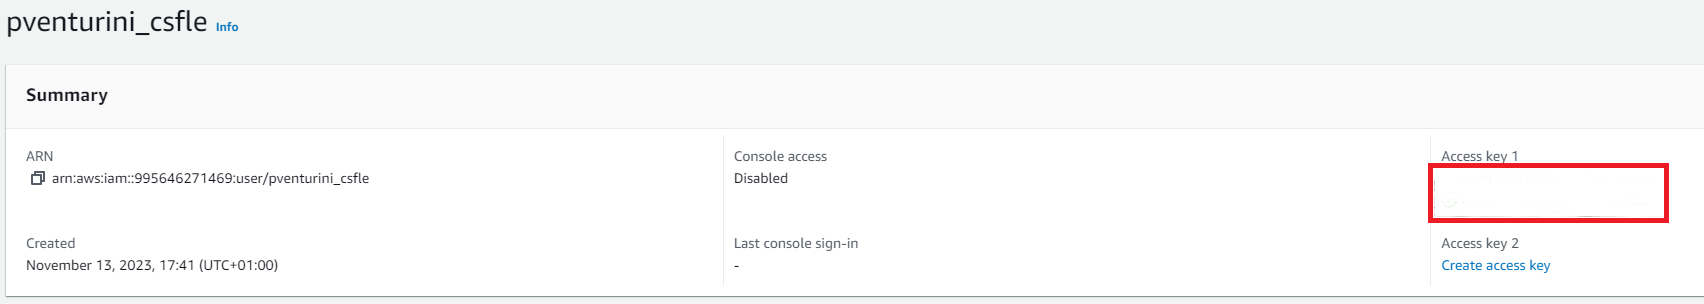 pventurini_csfle Info
Summary
ARN
arn:aws:iam::995646271469:user/pventurini_csfle
Console access
Disabled
Access key 1
Created
November 13, 2023, 17:41 (UTC+01:00)
Last console sign-in
-
Access key 2
Create access key